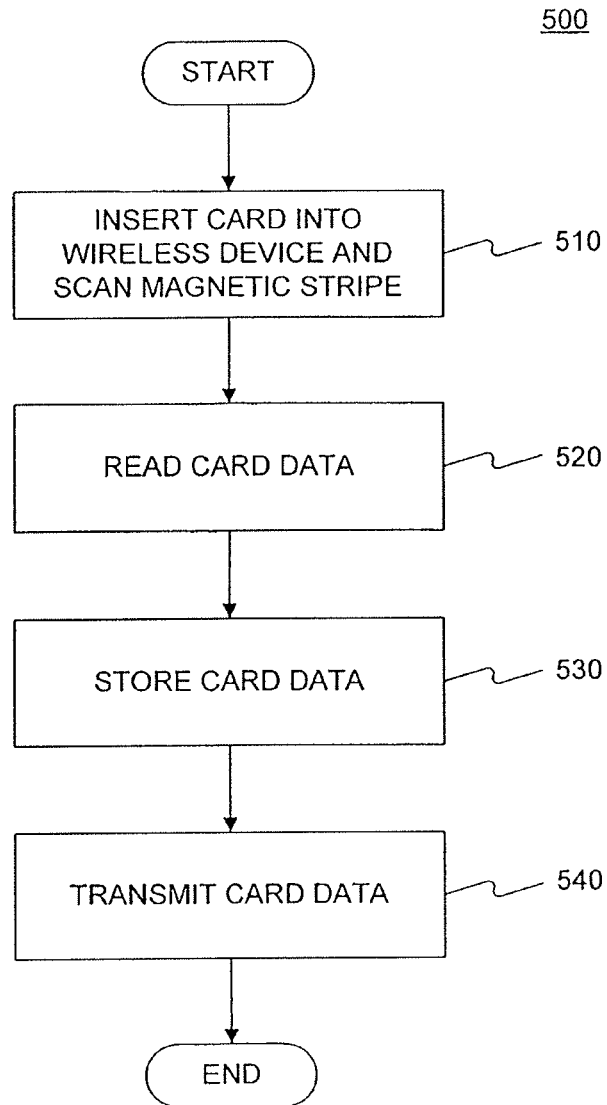 500
START
INSERT CARD INTO
WIRELESS DEVICE AND
SCAN MAGNETIC STRIPE
510
READ CARD DATA
520
STORE CARD DATA
530
TRANSMIT CARD DATA
540
END